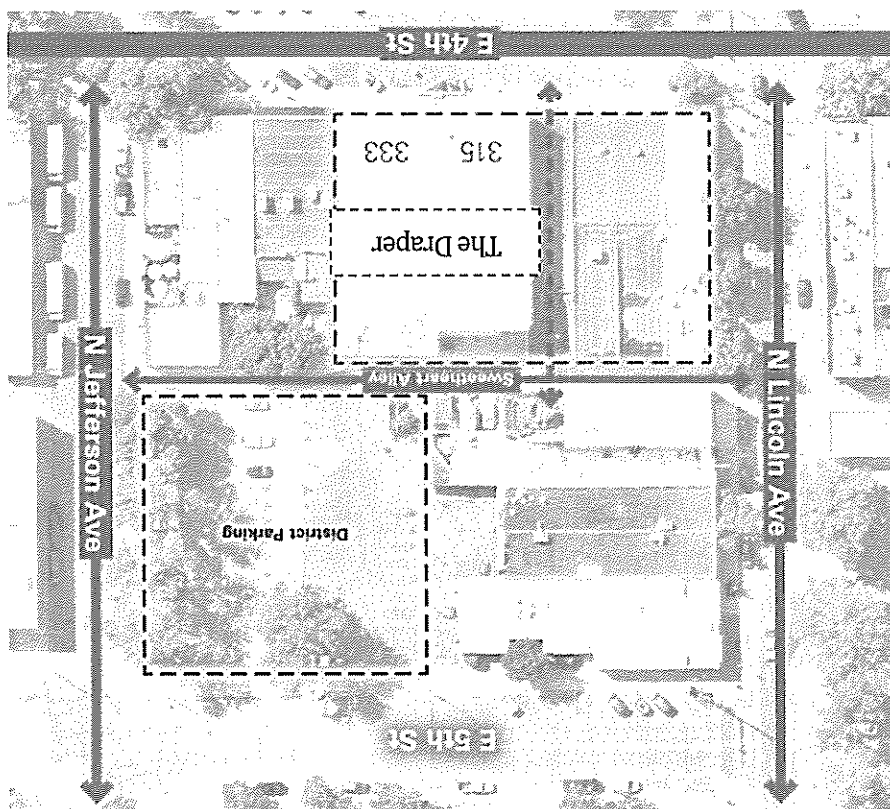 E 5th St
District Parking
N Lincoln Ave
N Jefferson Ave
Sweetheart Alley
The Draper
315 333
E 4th St